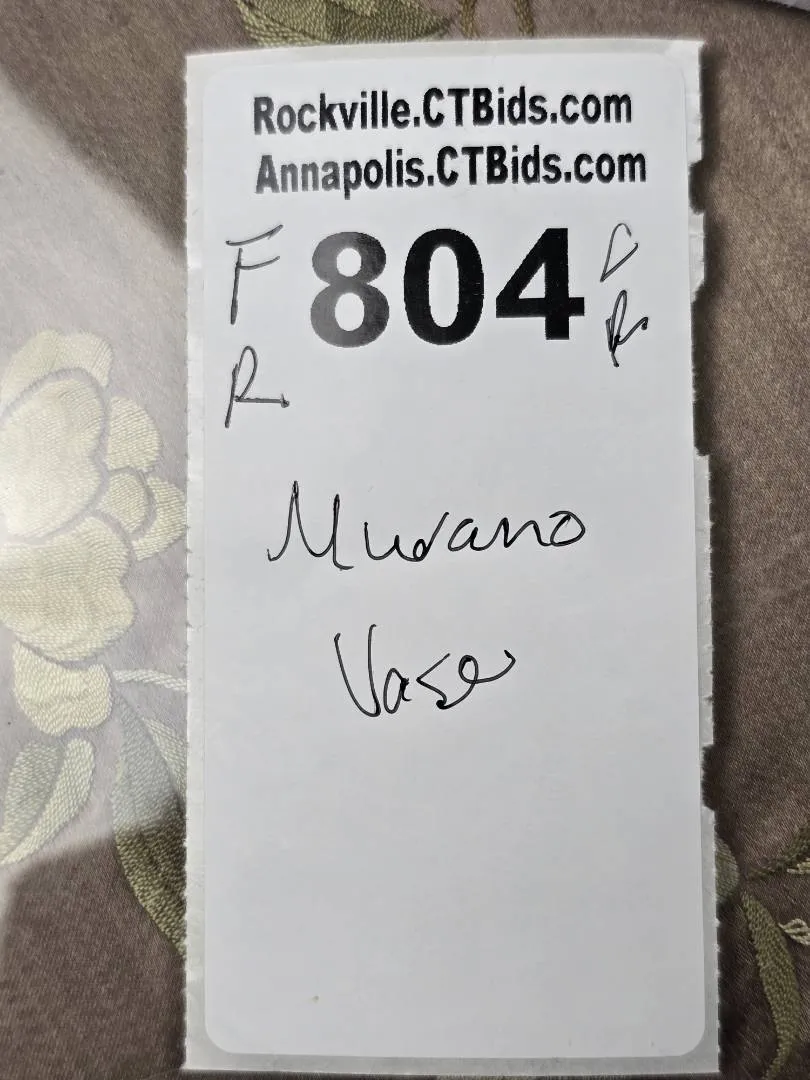 Rockville.CTBids.com
Annapolis.CTBids.com
F 804 C
R R
Murano
Vase